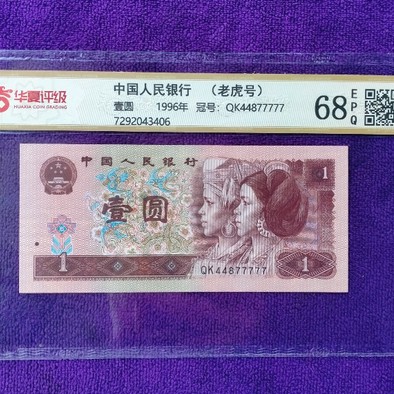 华夏评级
HUAXIA COIN GRADING
中国人民银行 （老虎号）
壹圆 1996年 冠号：QK44877777
7292043406
68
E
P
Q
中国人民银行
1
壹圆
QK44877777
1
1